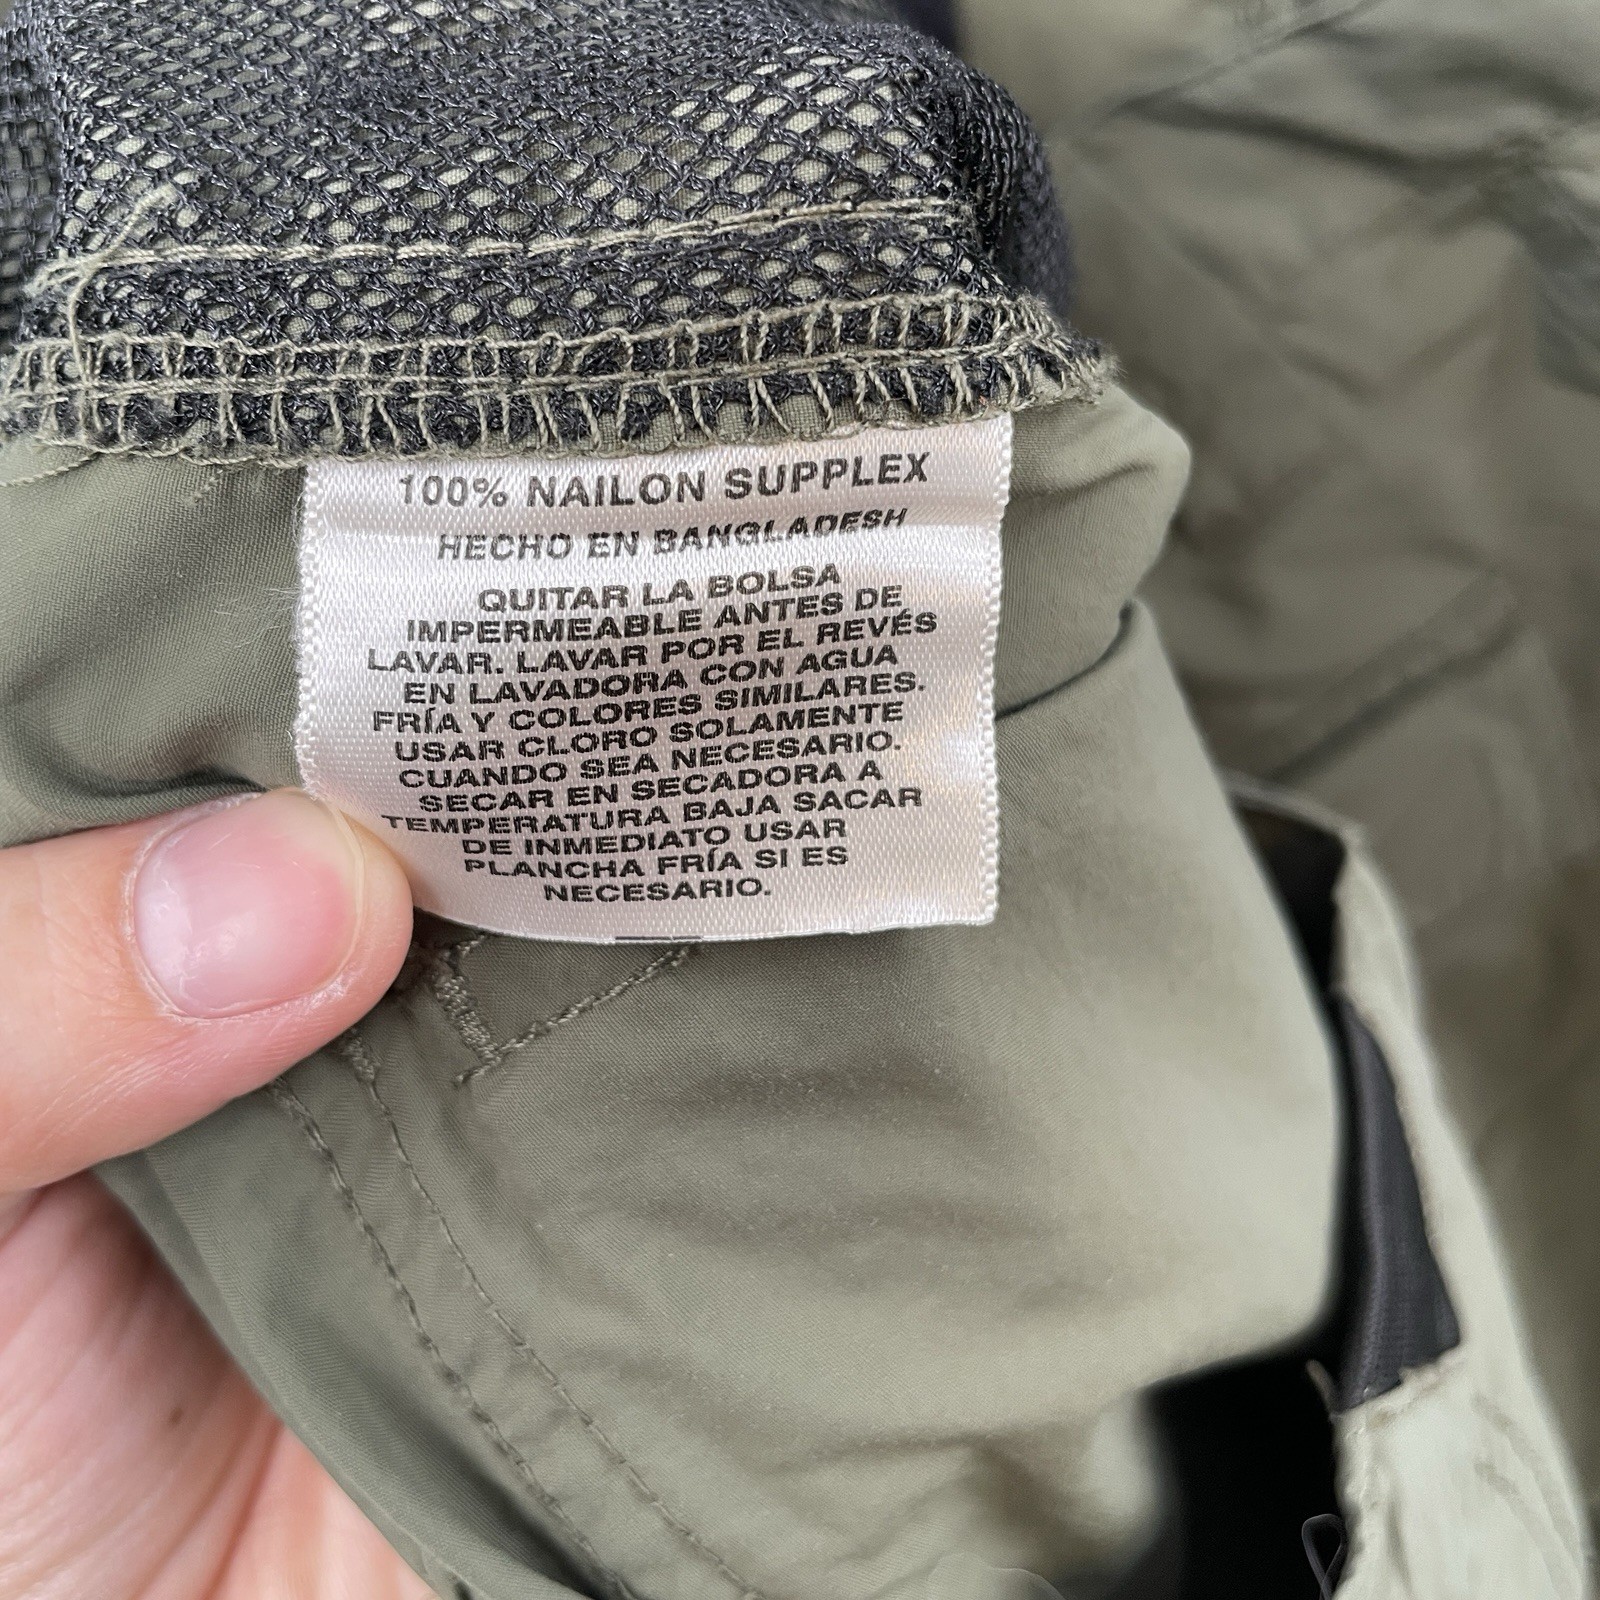 100% NAILON SUPPLEX
HECHO EN BANGLADESH
QUITAR LA BOLSA
IMPERMEABLE ANTES DE
LAVAR. LAVAR POR EL REVÉS
EN LAVADORA CON AGUA
FRÍA Y COLORES SIMILARES.
USAR CLORO SOLAMENTE
CUANDO SEA NECESARIO.
SECAR EN SECADORA A
TEMPERATURA BAJA SACAR
DE INMEDIATO USAR
PLANCHA FRÍA SI ES
NECESARIO.